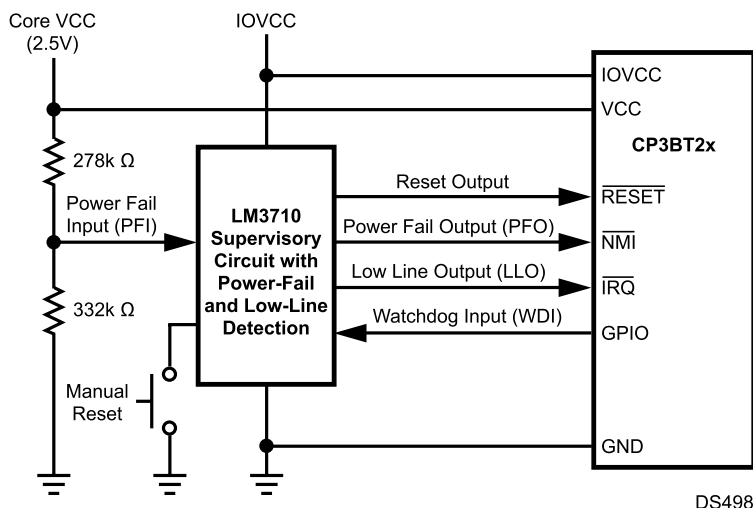 Core VCC
(2.5V)
IOVCC
IOVCC
VCC
CP3BT2x
278k Ω
Power Fail
Input (PFI)
LM3710
Supervisory
Circuit with
Power-Fail
and Low-Line
Detection
Reset Output
RESET
Power Fail Output (PFO)
NMI
Low Line Output (LLO)
IRQ
Watchdog Input (WDI)
GPIO
332k Ω
Manual
Reset
GND
DS498